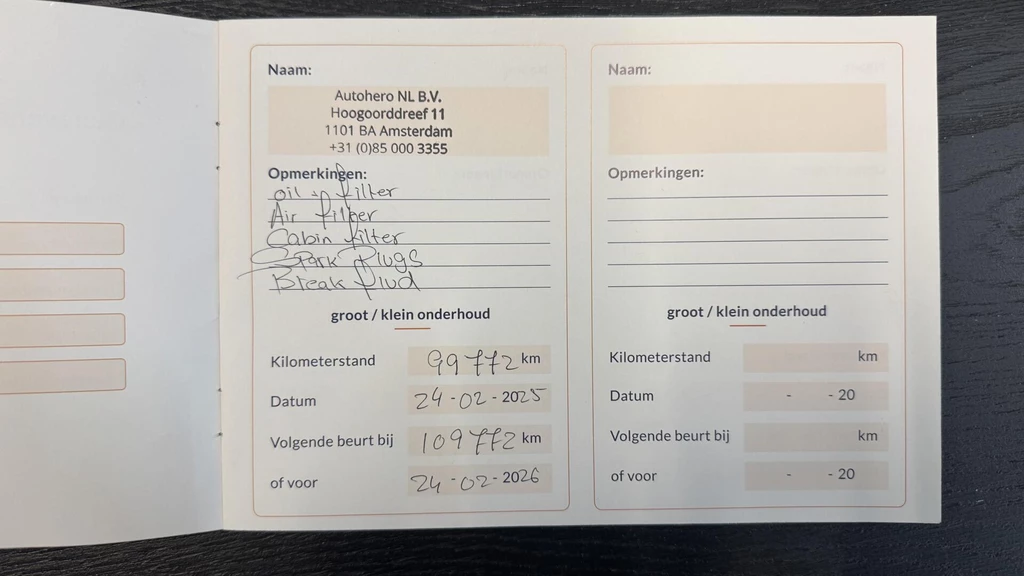 Naam:
Autohero NL B.V.
Hoogoorddreef 11
1101 BA Amsterdam
+31 (0)85 000 3355
Opmerkingen:
oil + filter
Air filter
Cabin filter
Spark Plugs
Break flud
groot / klein onderhoud
Kilometerstand 99772 km
Datum 24-02-2025
Volgende beurt bij 109772 km
of voor 24-02-2026
Naam:
Opmerkingen:
groot / klein onderhoud
Kilometerstand km
Datum - - 20
Volgende beurt bij km
of voor - - 20